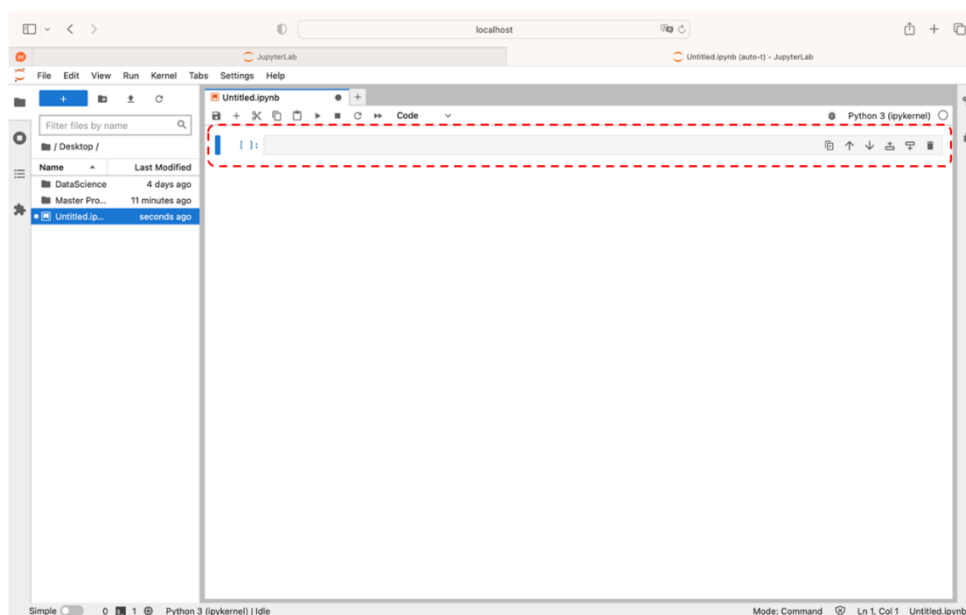 localhost
JupyterLab
Untitled.ipynb (auto-t) - JupyterLab
File Edit View Run Kernel Tabs Settings Help
Untitled.ipynb
Code
Python 3 (ipykernel)
Filter files by name
/ Desktop /
Name Last Modified
DataScience 4 days ago
Master Pro... 11 minutes ago
Untitled.ip... seconds ago
[ ]:
Simple 0 1 Python 3 (ipykernel) | Idle Mode: Command Ln 1, Col 1 Untitled.ipynb